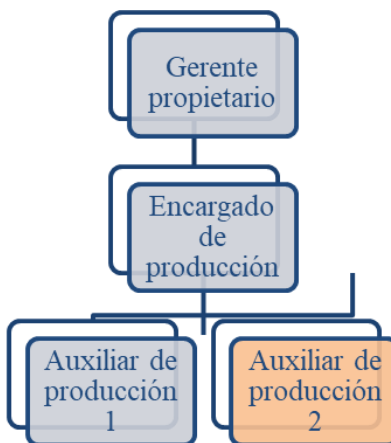 Gerente
propietario
Encargado
de
producción
Auxiliar de
producción
1
Auxiliar de
producción
2